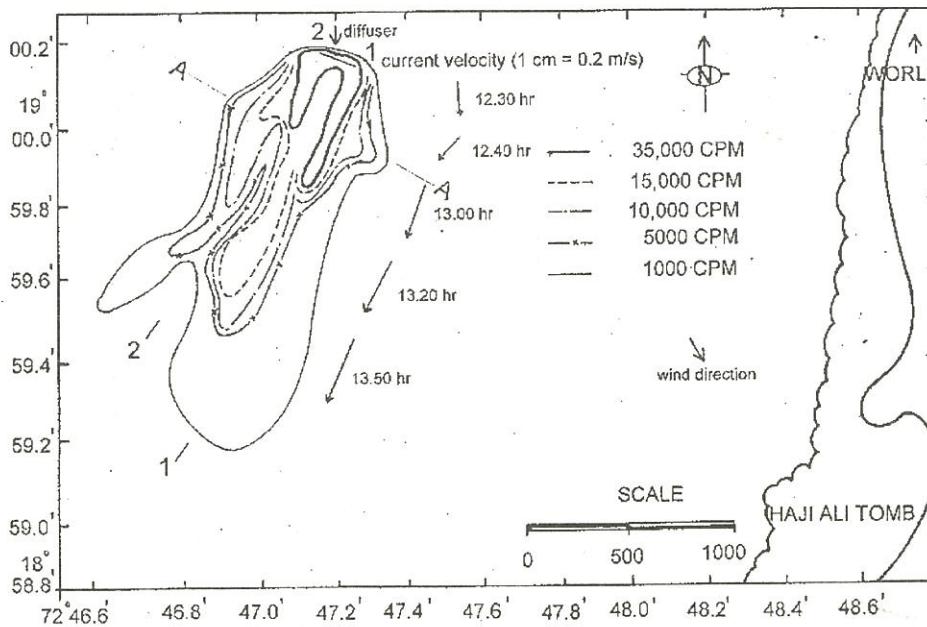 00.2'
2 diffuser
1
current velocity (1 cm = 0.2 m/s)
N
WORL
A
19°
00.0'
12.30 hr
12.40 hr
35,000 CPM
15,000 CPM
10,000 CPM
5000 CPM
1000 CPM
A
59.8'
13.00 hr
59.6'
13.20 hr
2
59.4'
13.50 hr
wind direction
59.2'
1
59.0'
SCALE
0 500 1000
HAJI ALI TOMB
18°
58.8'
72° 46.6' 46.8' 47.0' 47.2' 47.4' 47.6' 47.8' 48.0' 48.2' 48.4' 48.6'